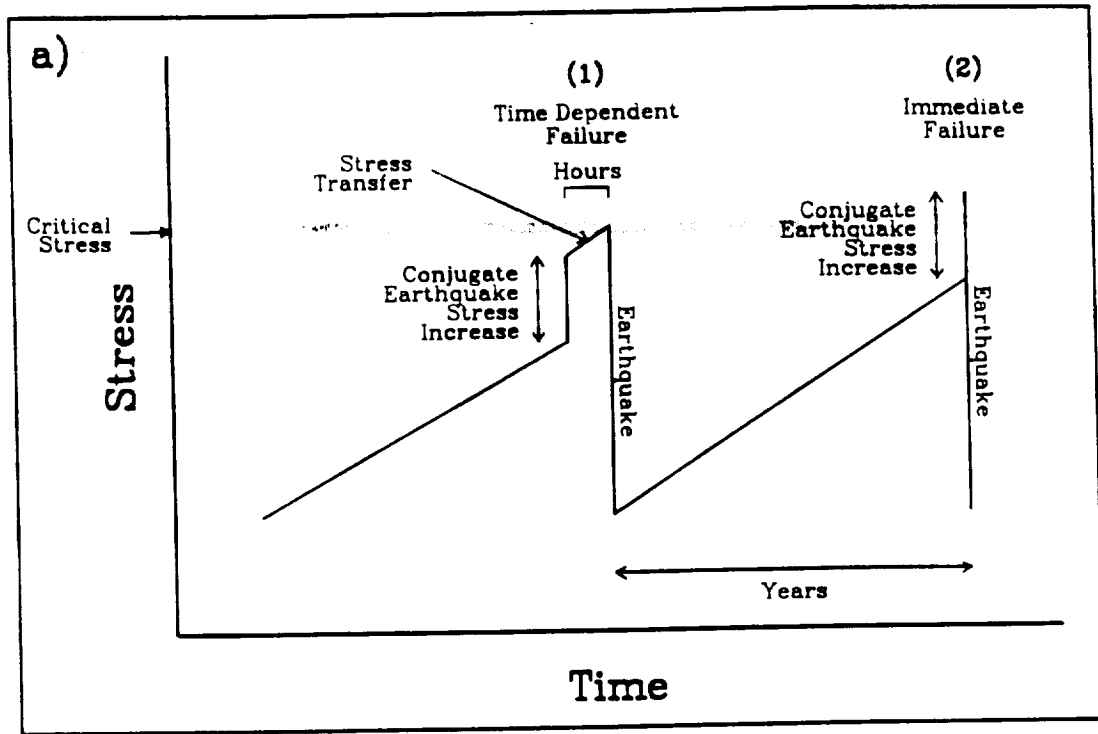 a)
(1)
Time Dependent
Failure
Hours
(2)
Immediate
Failure
Stress
Transfer
Critical
Stress
Conjugate
Earthquake
Stress
Increase
Earthquake
Conjugate
Earthquake
Stress
Increase
Earthquake
Years
Stress
Time